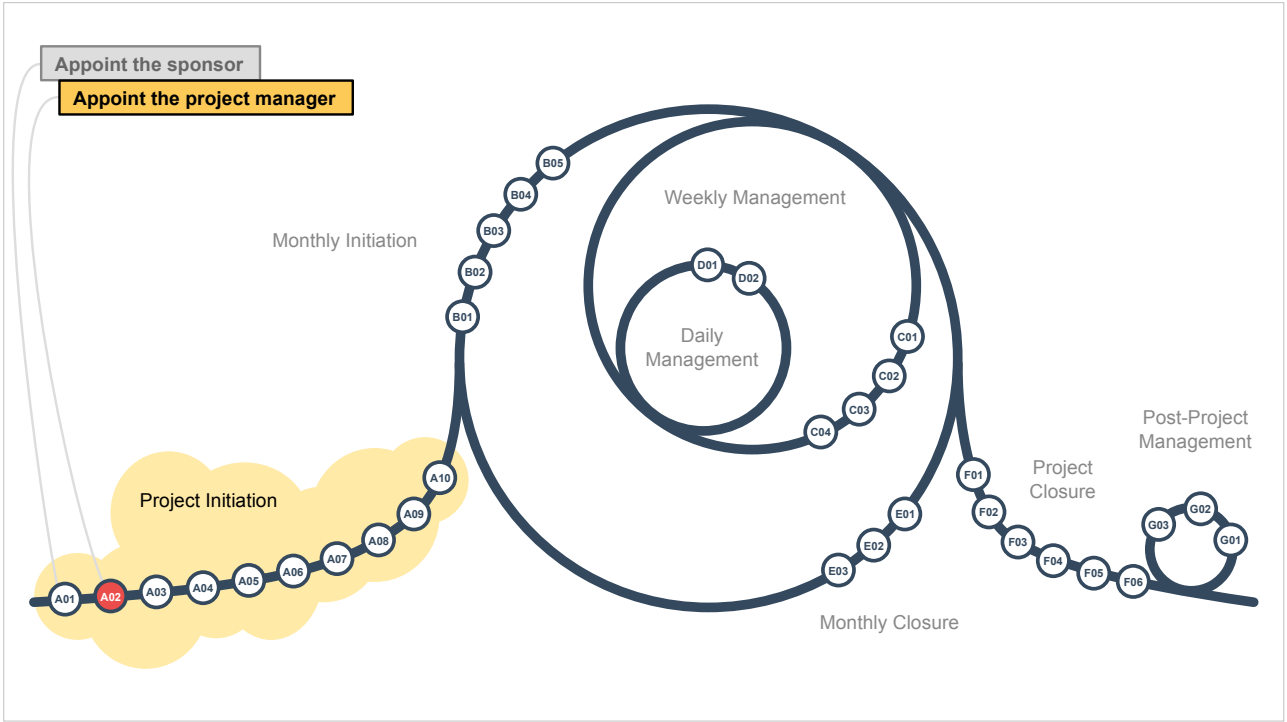 Appoint the sponsor
Appoint the project manager
Project Initiation
A01
A02
A03
A04
A05
A06
A07
A08
A09
A10
Monthly Initiation
B01
B02
B03
B04
B05
Weekly Management
C01
C02
C03
C04
Daily
Management
D01
D02
Monthly Closure
E01
E02
E03
Project
Closure
F01
F02
F03
F04
F05
F06
Post-Project
Management
G01
G02
G03